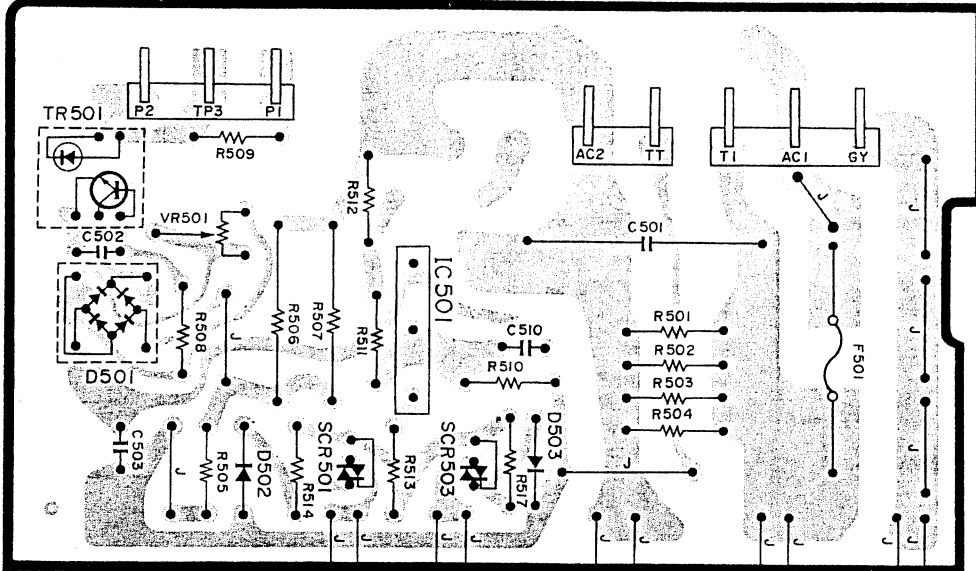 TR501
P2 TP3 P1
R509
AC2 TT
T1 AC1 GY
R512
J
J
VR501
C501
C502
IC501
R508
J
R506
R507
R511
C510
R510
R501
R502
R503
R504
F501
J
D501
C503
J
R505
D502
R514
SCR501
R513
SCR503
R517
D503
J
J
J J J J J J J J J J